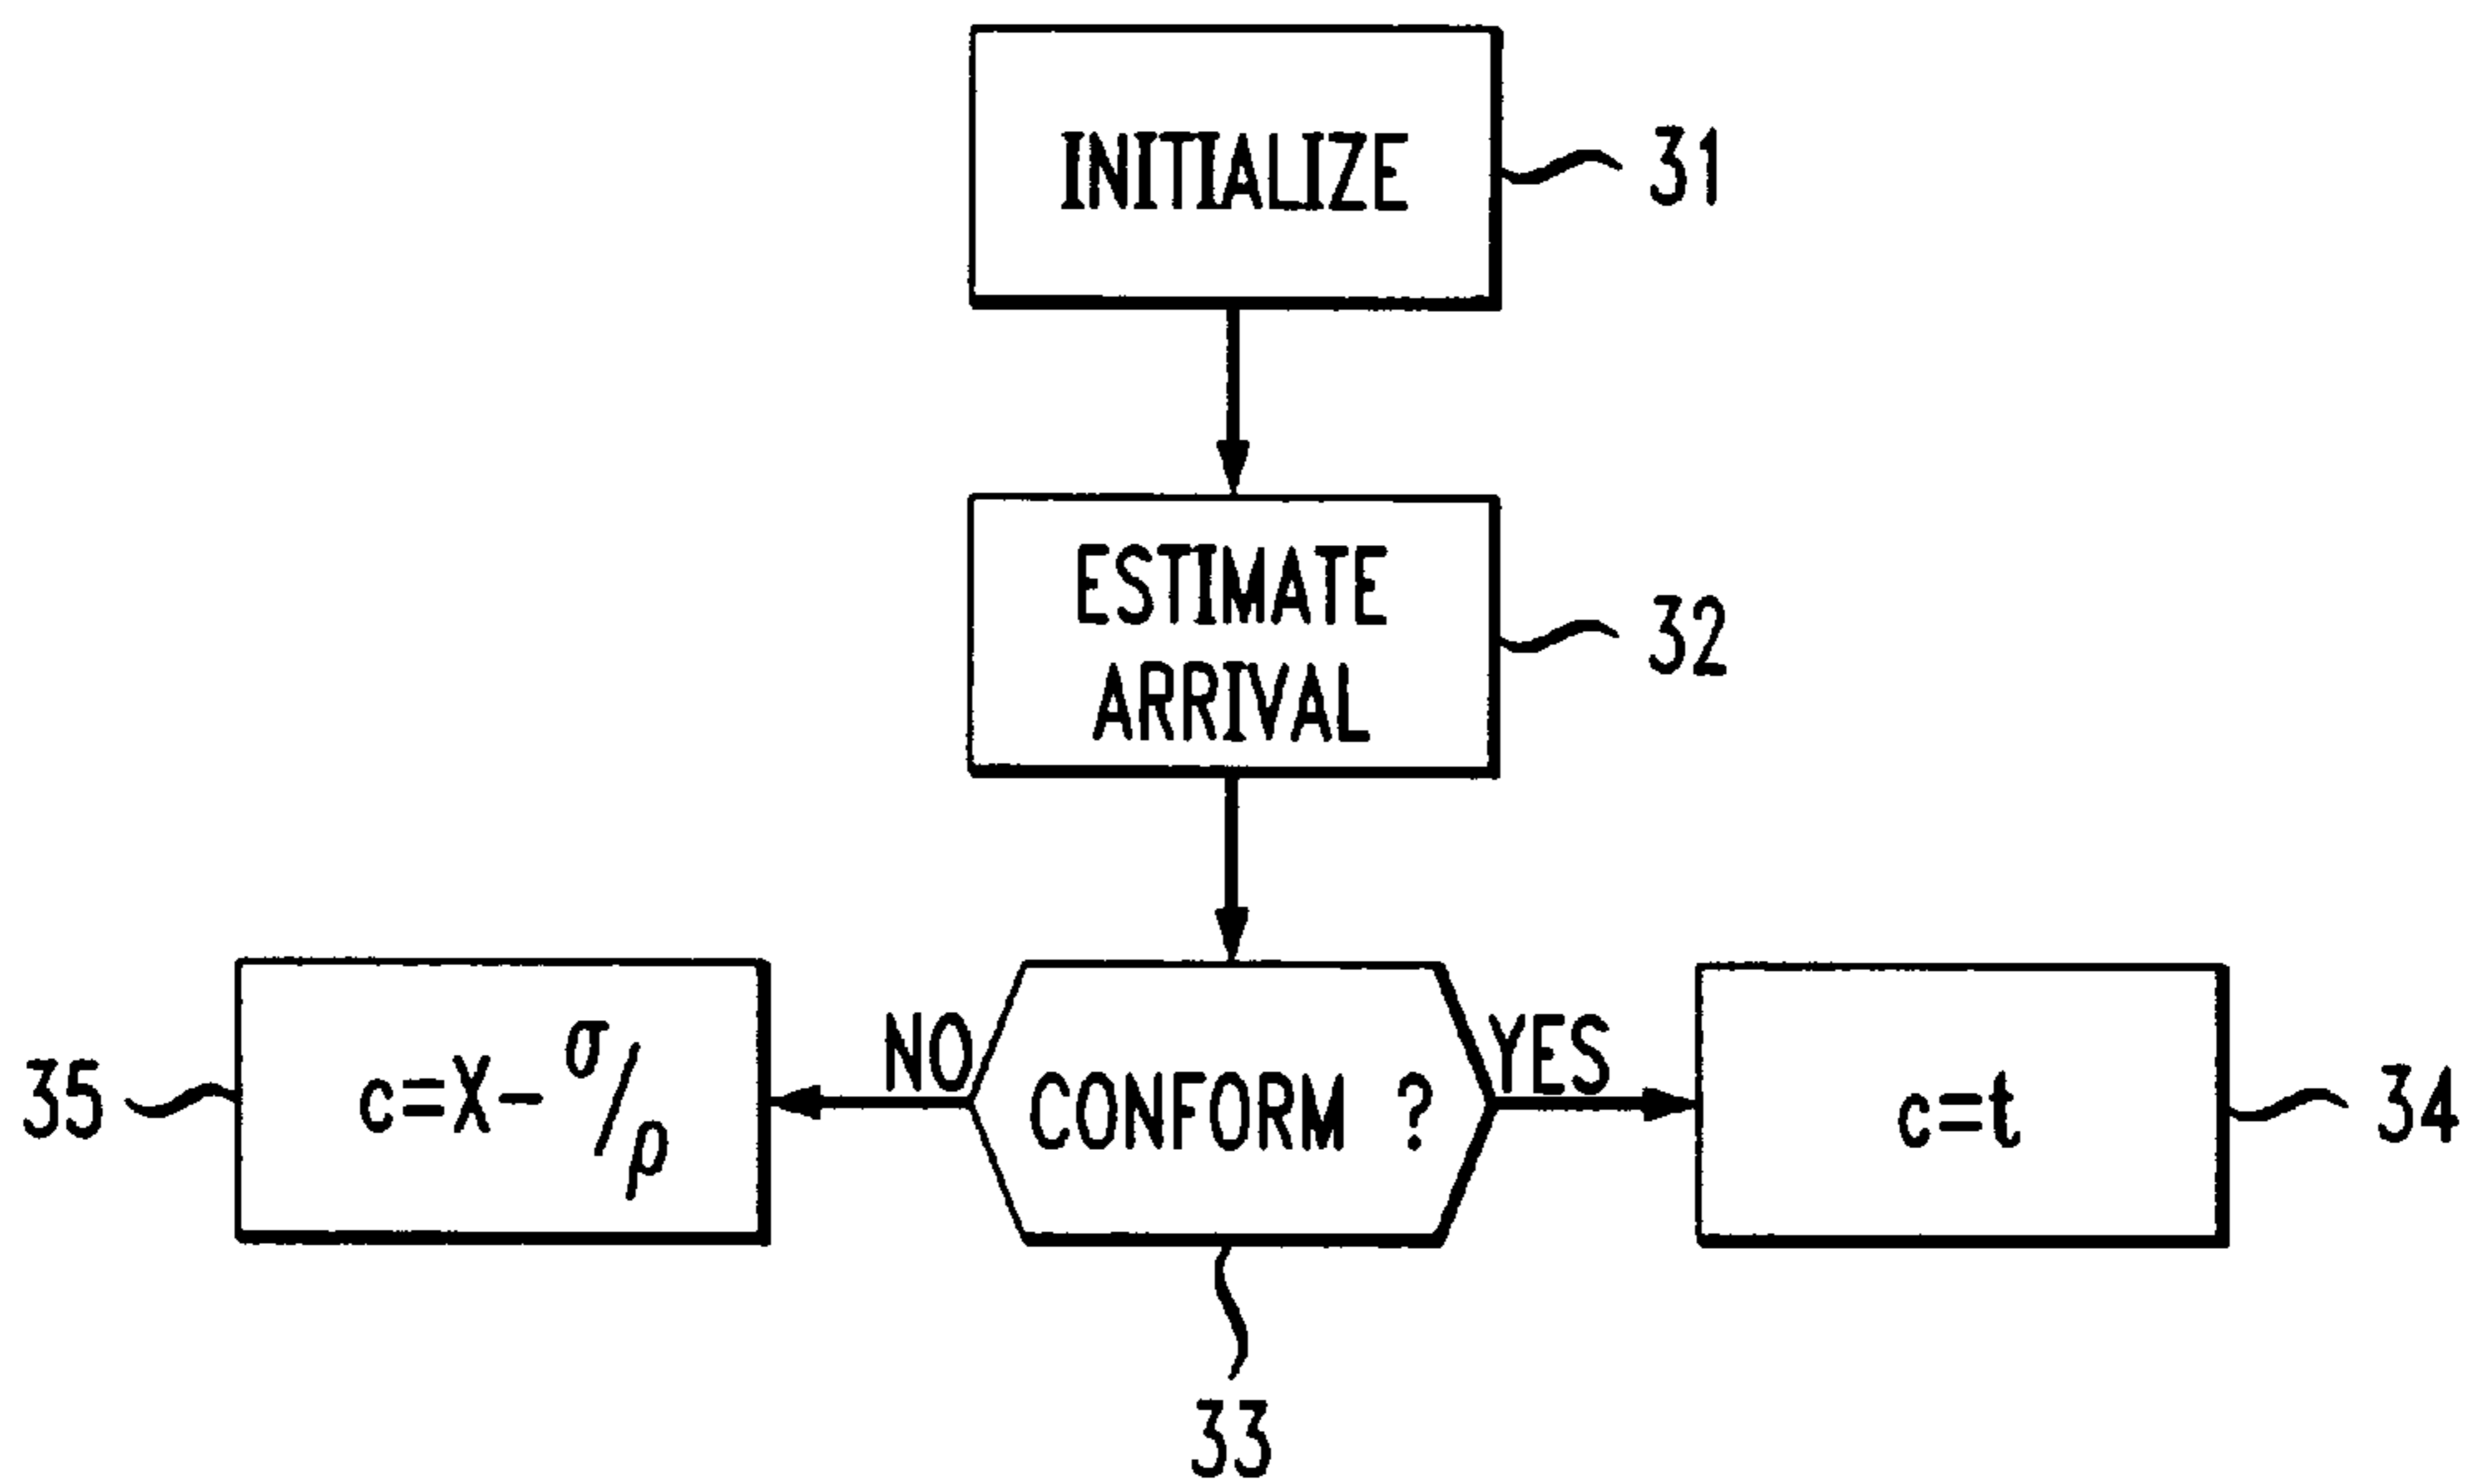 INITIALIZE
31
ESTIMATE
ARRIVAL
32
35
c=X-σ/ρ
NO
CONFORM ?
YES
c=t
34
33